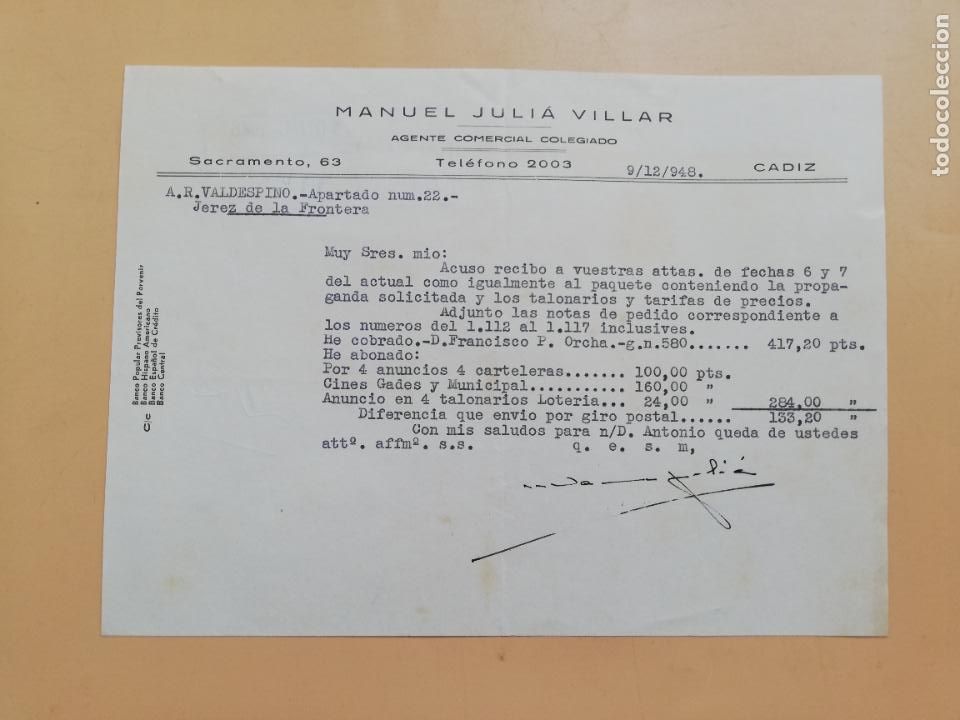 MANUEL JULIÁ VILLAR
AGENTE COMERCIAL COLEGIADO
Sacramento, 63 Teléfono 2003 9/12/948. CADIZ
A.R.VALDESPINO.-Apartado num.22.-
Jerez de la Frontera
Muy Sres. mio:
Acuso recibo a vuestras attas. de fechas 6 y 7
del actual como igualmente al paquete conteniendo la propa-
ganda solicitada y los talonarios y tarifas de precios.
Adjunto las notas de pedido correspondiente a
los numeros del 1.112 al 1.117 inclusives.
He cobrado.-D.Francisco P. Orcha.-g.n.580....... 417,20 pts.
He abonado:
Por 4 anuncios 4 carteleras....... 100,00 pts.
Cines Gades y Municipal........... 160,00 "
Anuncio en 4 talonarios Loteria... 24,00 " 284,00 "
Diferencia que envio por giro postal...... 133,20 "
Con mis saludos para n/D. Antonio queda de ustedes
attº. affmº. s.s. q. e. s. m,
C/c
Banco Popular Previsores del Porvenir
Banco Hispano Americano
Banco Español de Crédito
Banco Central
todocoleccion